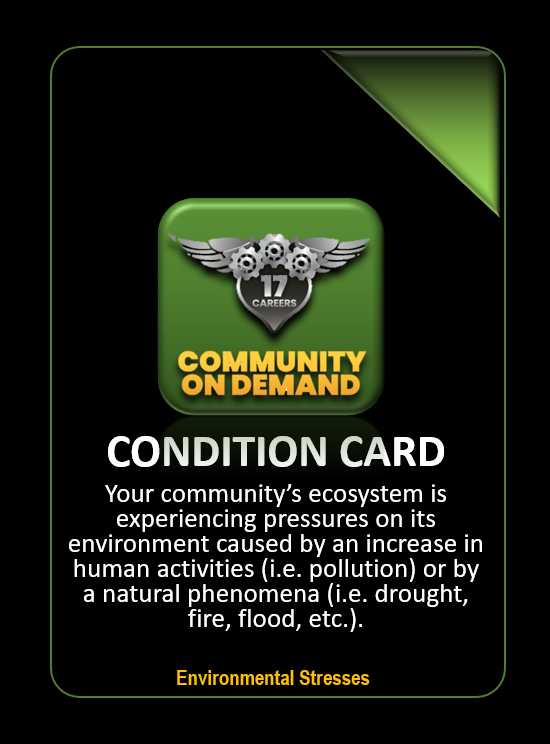 17
CAREERS
COMMUNITY
ON DEMAND
CONDITION CARD
Your community’s ecosystem is
experiencing pressures on its
environment caused by an increase in
human activities (i.e. pollution) or by
a natural phenomena (i.e. drought,
fire, flood, etc.).
Environmental Stresses